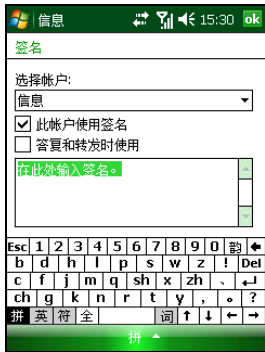 信息 15:30 ok
签名
选择帐户:
信息
此帐户使用签名
答复和转发时使用
在此处输入签名。
Esc 1 2 3 4 5 6 7 8 9 0 韵
b d h l p s w z ! Del
c f j m q sh x zh 、
ch g k n r t y , 。 ?
拼 英 符 全 词 ↑ ↓ ← →
拼